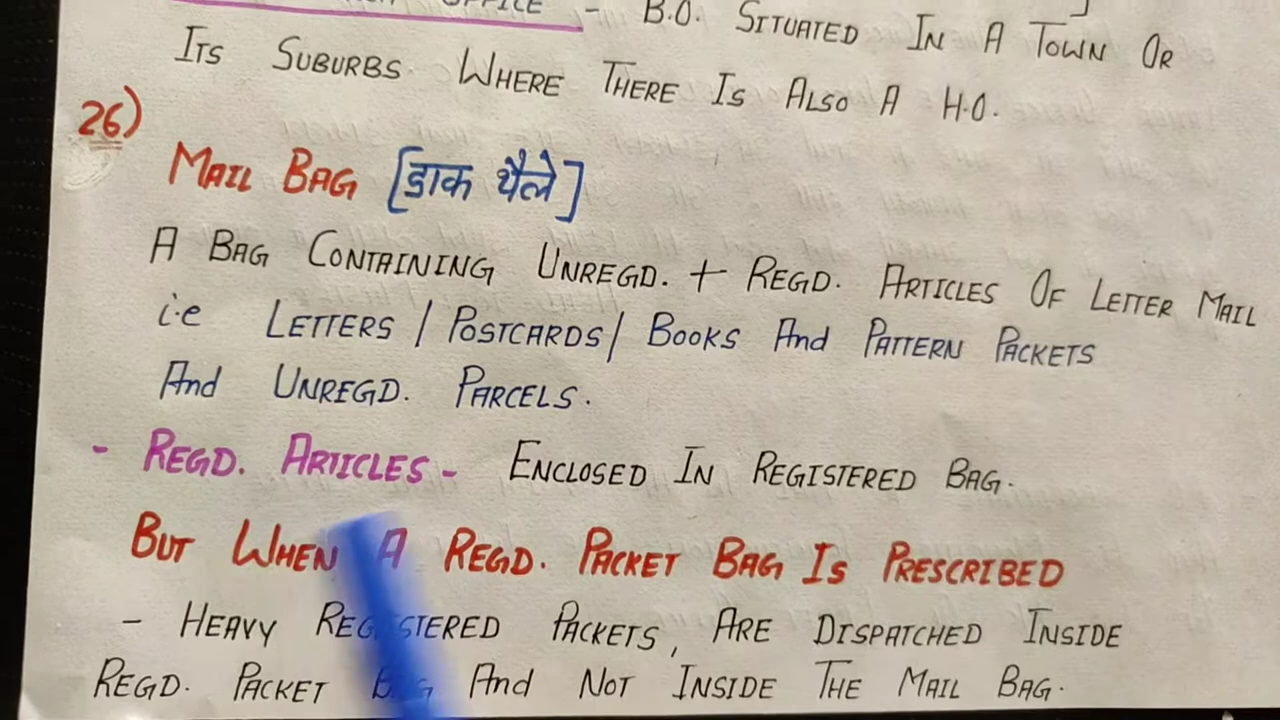 OFFICE - B.O. SITUATED IN A TOWN OR
ITS SUBURBS WHERE THERE IS ALSO A H.O.
26)
MAIL BAG [डाक थैले]
A BAG CONTAINING UNREGD. + REGD. ARTICLES OF LETTER MAIL
i.e LETTERS / POSTCARDS / BOOKS And PATTERN PACKETS
And UNREGD. PARCELS.
- REGD. ARTICLES - ENCLOSED IN REGISTERED BAG.
BUT WHEN A REGD. PACKET BAG IS PRESCRIBED
- HEAVY REGISTERED PACKETS, ARE DISPATCHED INSIDE
REGD. PACKET BAG And NOT INSIDE THE MAIL BAG.